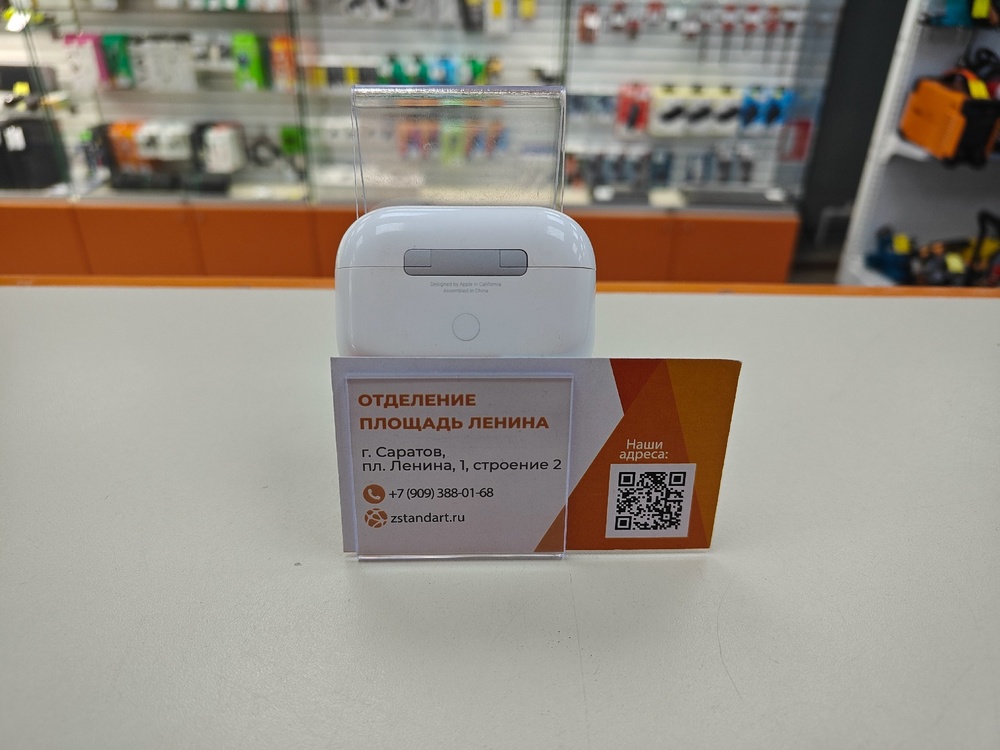 Designed by Apple in California
Assembled in China
ОТДЕЛЕНИЕ
ПЛОЩАДЬ ЛЕНИНА
г. Саратов,
пл. Ленина, 1, строение 2
+7 (909) 388-01-68
zstandart.ru
Наши
адреса: